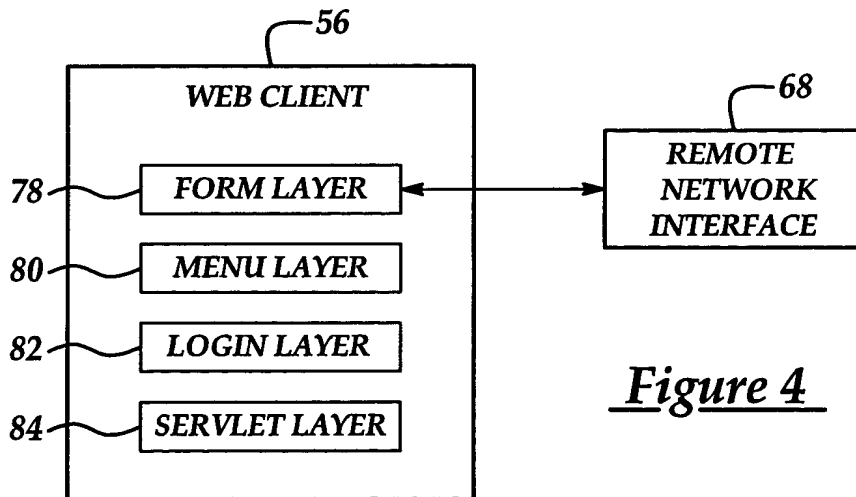 56
WEB CLIENT
68
REMOTE
NETWORK
INTERFACE
78
FORM LAYER
80
MENU LAYER
82
LOGIN LAYER
84
SERVLET LAYER
Figure 4